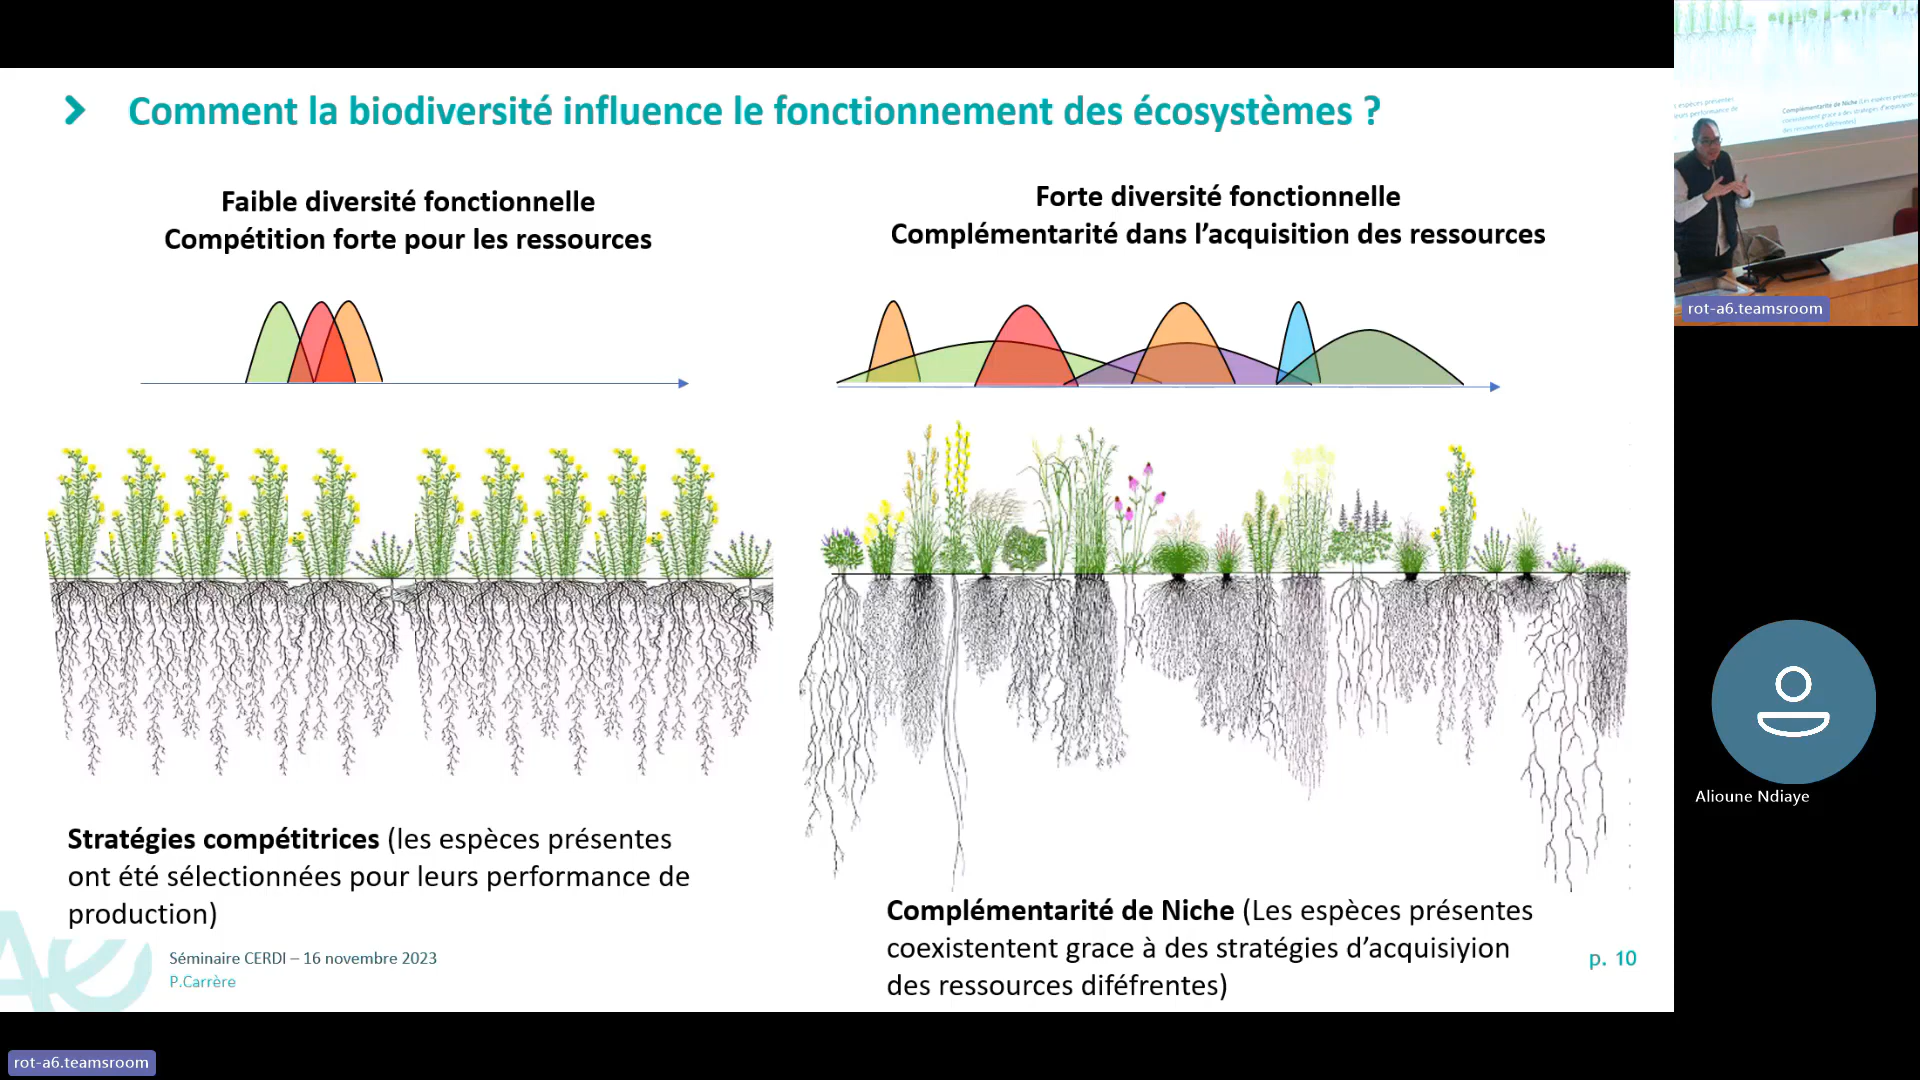 Comment la biodiversité influence le fonctionnement des écosystèmes ?
Faible diversité fonctionnelle
Compétition forte pour les ressources
Forte diversité fonctionnelle
Complémentarité dans l’acquisition des ressources
Stratégies compétitrices (les espèces présentes
ont été sélectionnées pour leurs performance de
production)
Complémentarité de Niche (Les espèces présentes
coexistentent grace à des stratégies d’acquisiyion
des ressources diféfrentes)
Séminaire CERDI – 16 novembre 2023
P.Carrère
p. 10
rot-a6.teamsroom
Alioune Ndiaye
rot-a6.teamsroom